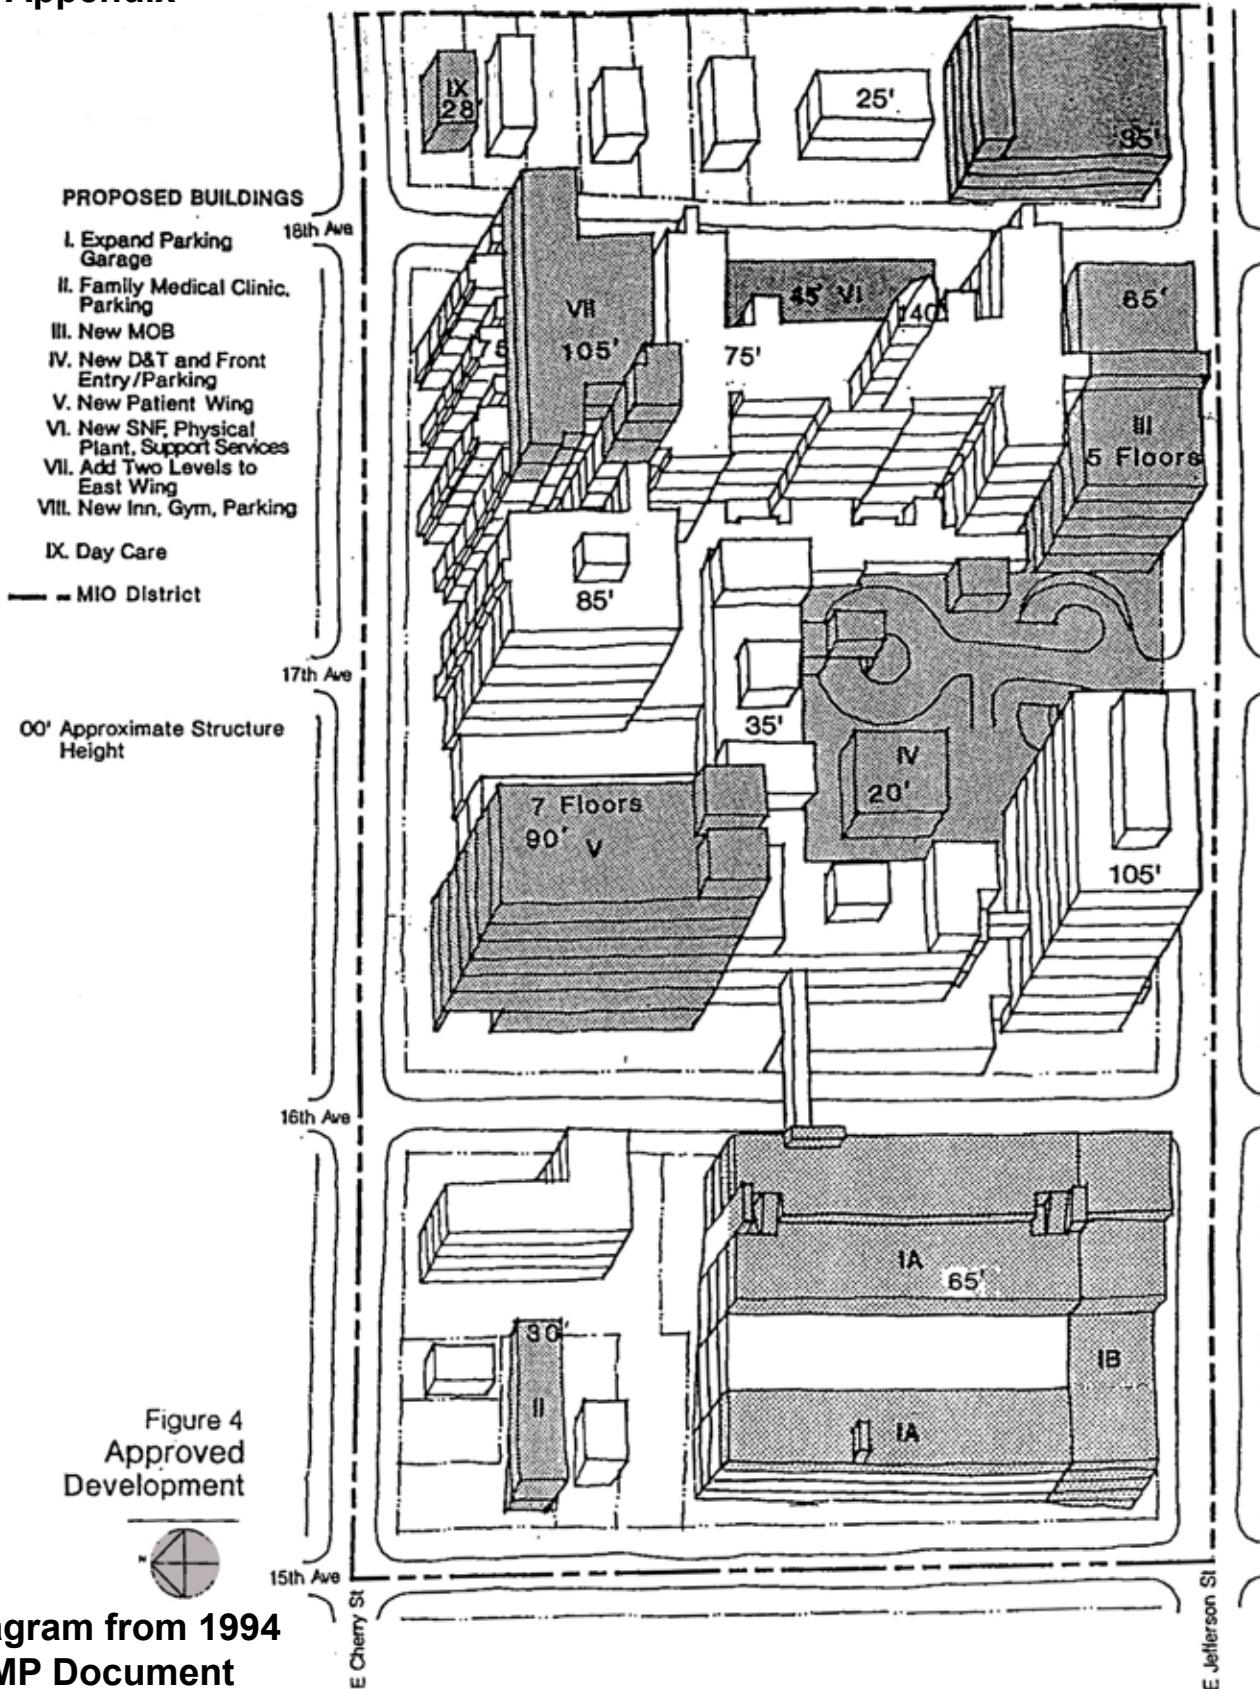 Appendix
IX
28'
25'
35'
PROPOSED BUILDINGS
18th Ave
I. Expand Parking
Garage
II. Family Medical Clinic,
Parking
III. New MOB
IV. New D&T and Front
Entry/Parking
V. New Patient Wing
VI. New SNF, Physical
Plant, Support Services
VII. Add Two Levels to
East Wing
VIII. New Inn, Gym, Parking
IX. Day Care
MIO District
VII
105'
45' VI
75'
65'
III
5 Floors
85'
17th Ave
00' Approximate Structure
Height
35'
IV
20'
7 Floors
90' V
105'
16th Ave
IA
65'
30'
II
IB
IA
Figure 4
Approved
Development
N
15th Ave
E Cherry St
E Jefferson St
agram from 1994
MP Document